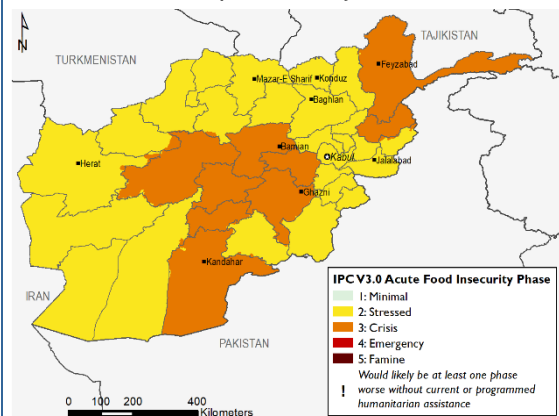 N
TAJIKISTAN
TURKMENISTAN
Feyzabad
Mazar-E Sharif
Konduz
Baghlan
Bamian
Kabul
Herat
Jalalabad
Ghazni
Kandahar
IRAN
PAKISTAN
IPC V3.0 Acute Food Insecurity Phase
1: Minimal
2: Stressed
3: Crisis
4: Emergency
5: Famine
Would likely be at least one phase
! worse without current or programmed
humanitarian assistance
0 100 200 400
Kilometers